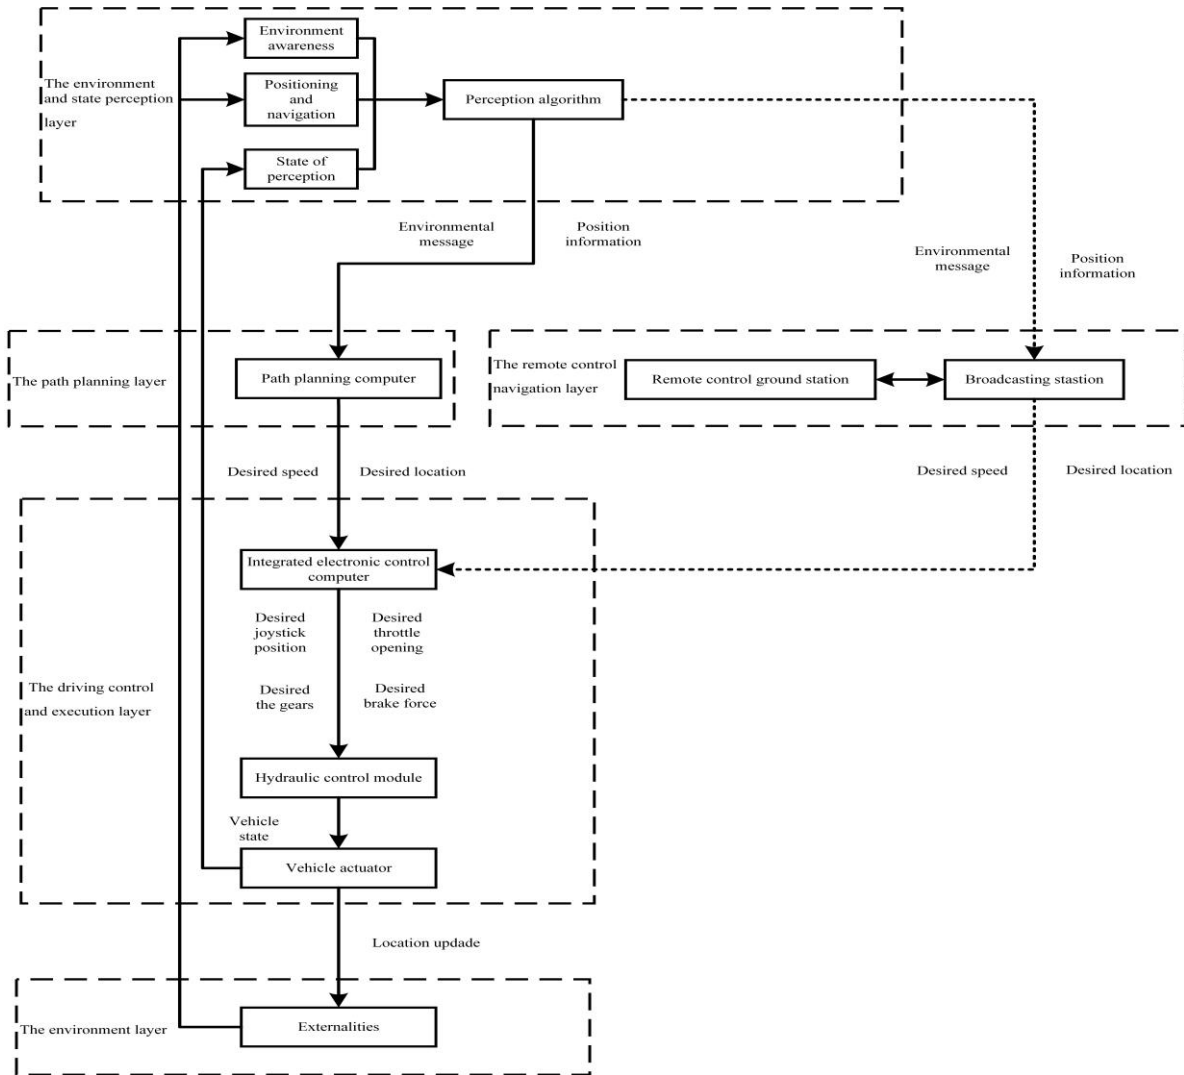 Environment
awareness
The environment
and state perception
layer
Positioning
and
navigation
Perception algorithm
State of
perception
Environmental
message
Position
information
Environmental
message
Position
information
The path planning layer
Path planning computer
The remote control
navigation layer
Remote control ground station
Broadcasting stastion
Desired speed
Desired location
Desired speed
Desired location
Integrated electronic control
computer
Desired
joystick
position
Desired
throttle
opening
The driving control
and execution layer
Desired
the gears
Desired
brake force
Hydraulic control module
Vehicle
state
Vehicle actuator
Location updade
The environment layer
Externalities